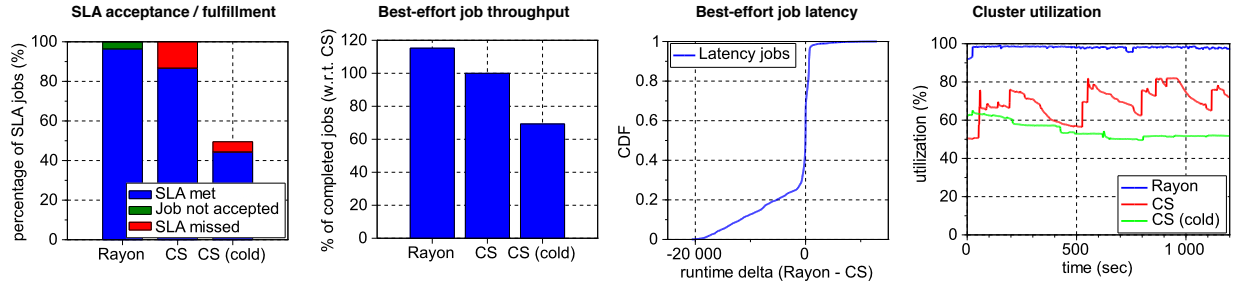 SLA acceptance / fulfillment
percentage of SLA jobs (%)
100
80
60
40
20
0
SLA met
Job not accepted
SLA missed
Rayon CS CS (cold)
Best-effort job throughput
% of completed jobs (w.r.t. CS)
120
100
80
60
40
20
0
Rayon CS CS (cold)
Best-effort job latency
CDF
1
0.8
0.6
0.4
0.2
0
Latency jobs
-20 000 0
runtime delta (Rayon - CS)
Cluster utilization
utilization (%)
100
80
60
40
20
0
Rayon
CS
CS (cold)
0 500 1 000
time (sec)